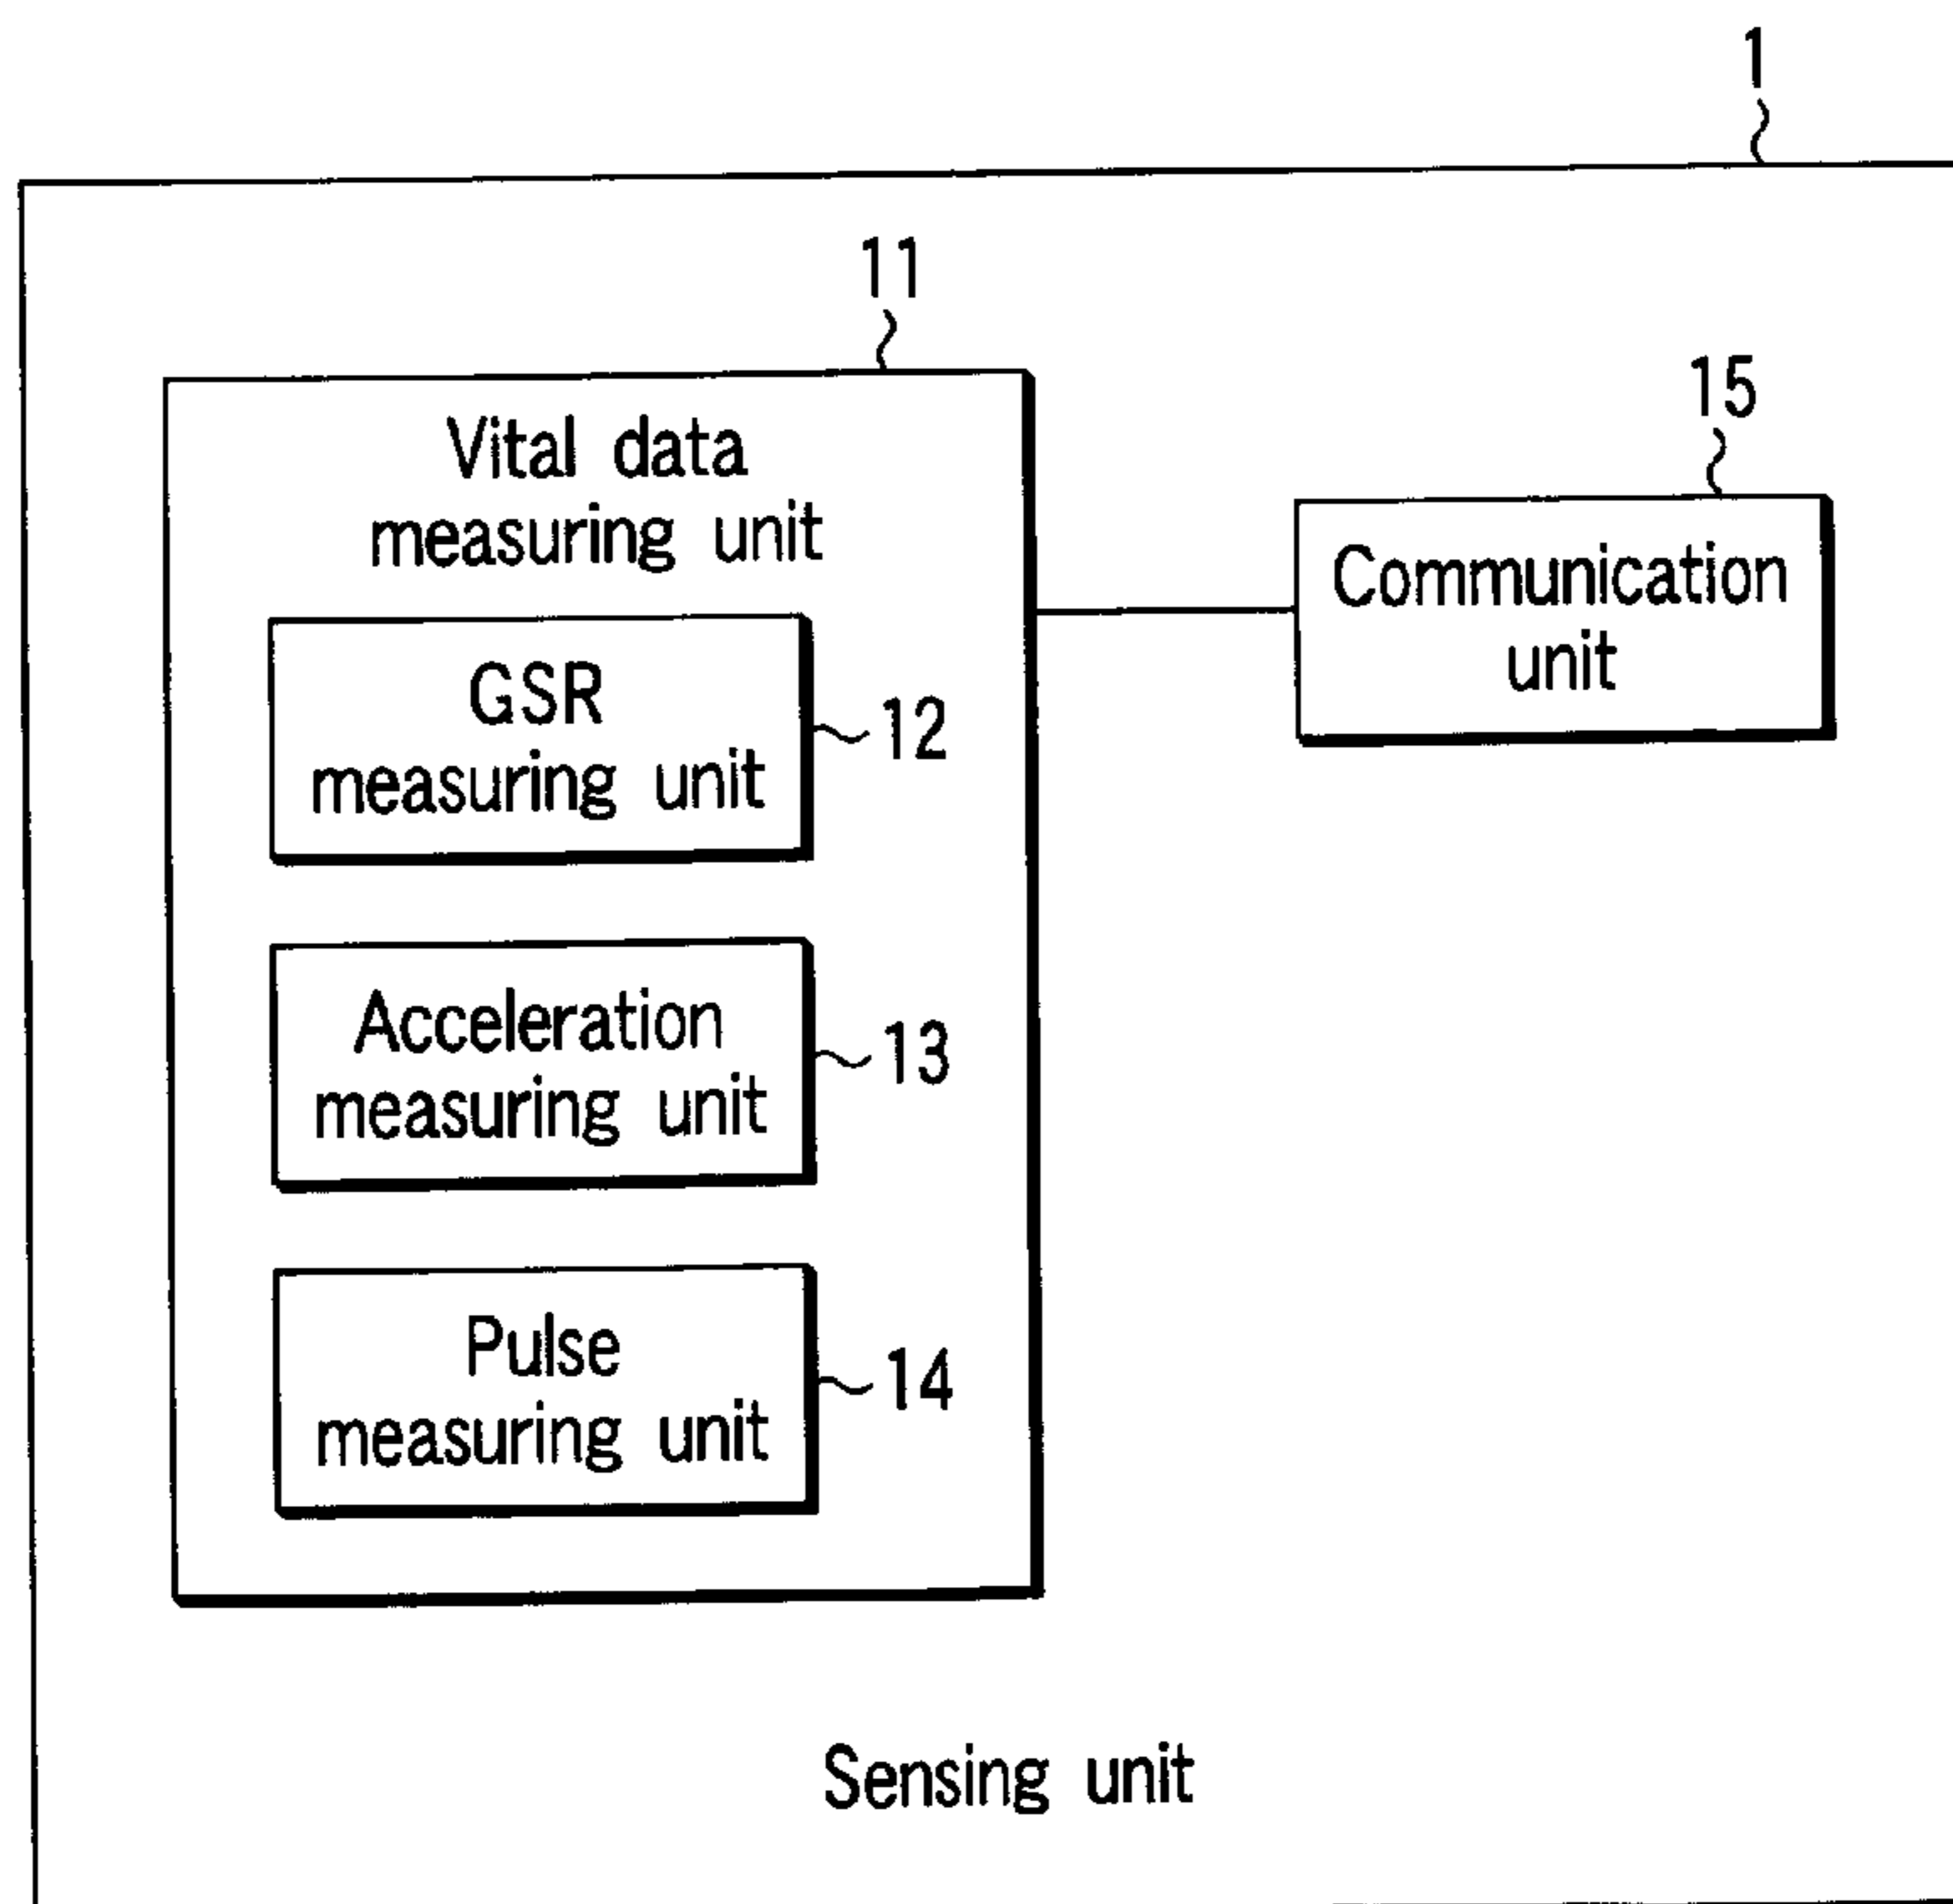 1
11
Vital data
measuring unit
15
Communication
unit
GSR
measuring unit
12
Acceleration
measuring unit
13
Pulse
measuring unit
14
Sensing unit